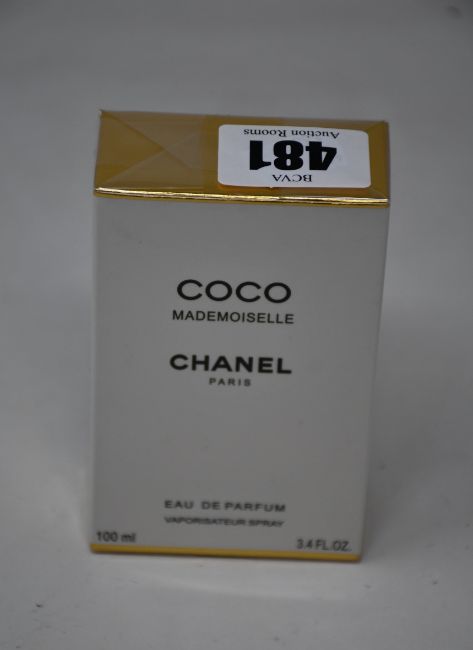 BCVA
481
Auction Rooms
COCO
MADEMOISELLE
CHANEL
PARIS
EAU DE PARFUM
VAPORISATEUR SPRAY
100 ml 3.4 FL.OZ.